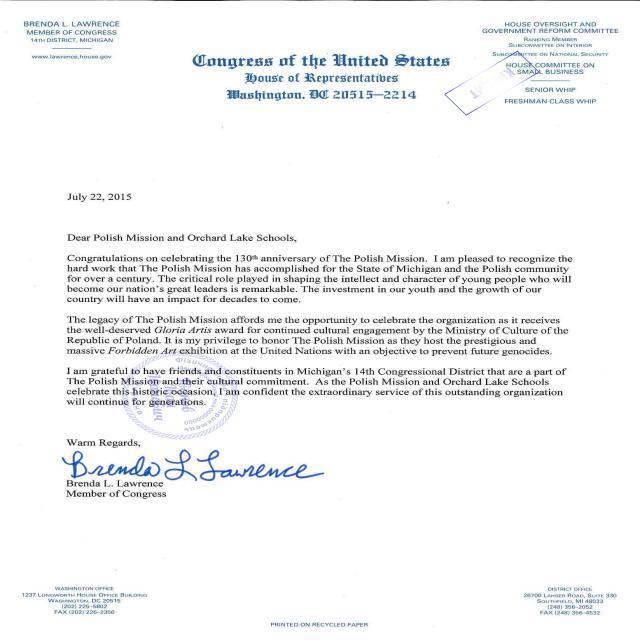 BRENDA L. LAWRENCE
MEMBER OF CONGRESS
14TH DISTRICT, MICHIGAN
www.lawrence.house.gov
Congress of the United States
House of Representatives
Washington, DC 20515–2214
HOUSE OVERSIGHT AND
GOVERNMENT REFORM COMMITTEE
RANKING MEMBER
SUBCOMMITTEE ON INTERIOR
SUBCOMMITTEE ON NATIONAL SECURITY
HOUSE COMMITTEE ON
SMALL BUSINESS
SENIOR WHIP
FRESHMAN CLASS WHIP
July 22, 2015
Dear Polish Mission and Orchard Lake Schools,
Congratulations on celebrating the 130th anniversary of The Polish Mission. I am pleased to recognize the
hard work that The Polish Mission has accomplished for the State of Michigan and the Polish community
for over a century. The critical role played in shaping the intellect and character of young people who will
become our nation's great leaders is remarkable. The investment in our youth and the growth of our
country will have an impact for decades to come.
The legacy of The Polish Mission affords me the opportunity to celebrate the organization as it receives
the well-deserved Gloria Artis award for continued cultural engagement by the Ministry of Culture of the
Republic of Poland. It is my privilege to honor The Polish Mission as they host the prestigious and
massive Forbidden Art exhibition at the United Nations with an objective to prevent future genocides.
I am grateful to have friends and constituents in Michigan's 14th Congressional District that are a part of
The Polish Mission and their cultural commitment. As the Polish Mission and Orchard Lake Schools
celebrate this historic occasion, I am confident the extraordinary service of this outstanding organization
will continue for generations.
Warm Regards,
Brenda L Lawrence
Brenda L. Lawrence
Member of Congress
WASHINGTON OFFICE
1237 LONGWORTH HOUSE OFFICE BUILDING
WASHINGTON, DC 20515
(202) 225-5802
FAX (202) 226-2356
DISTRICT OFFICE
26700 LAHSER ROAD, SUITE 330
SOUTHFIELD, MI 48033
(248) 356-2052
FAX (248) 356-4532
PRINTED ON RECYCLED PAPER